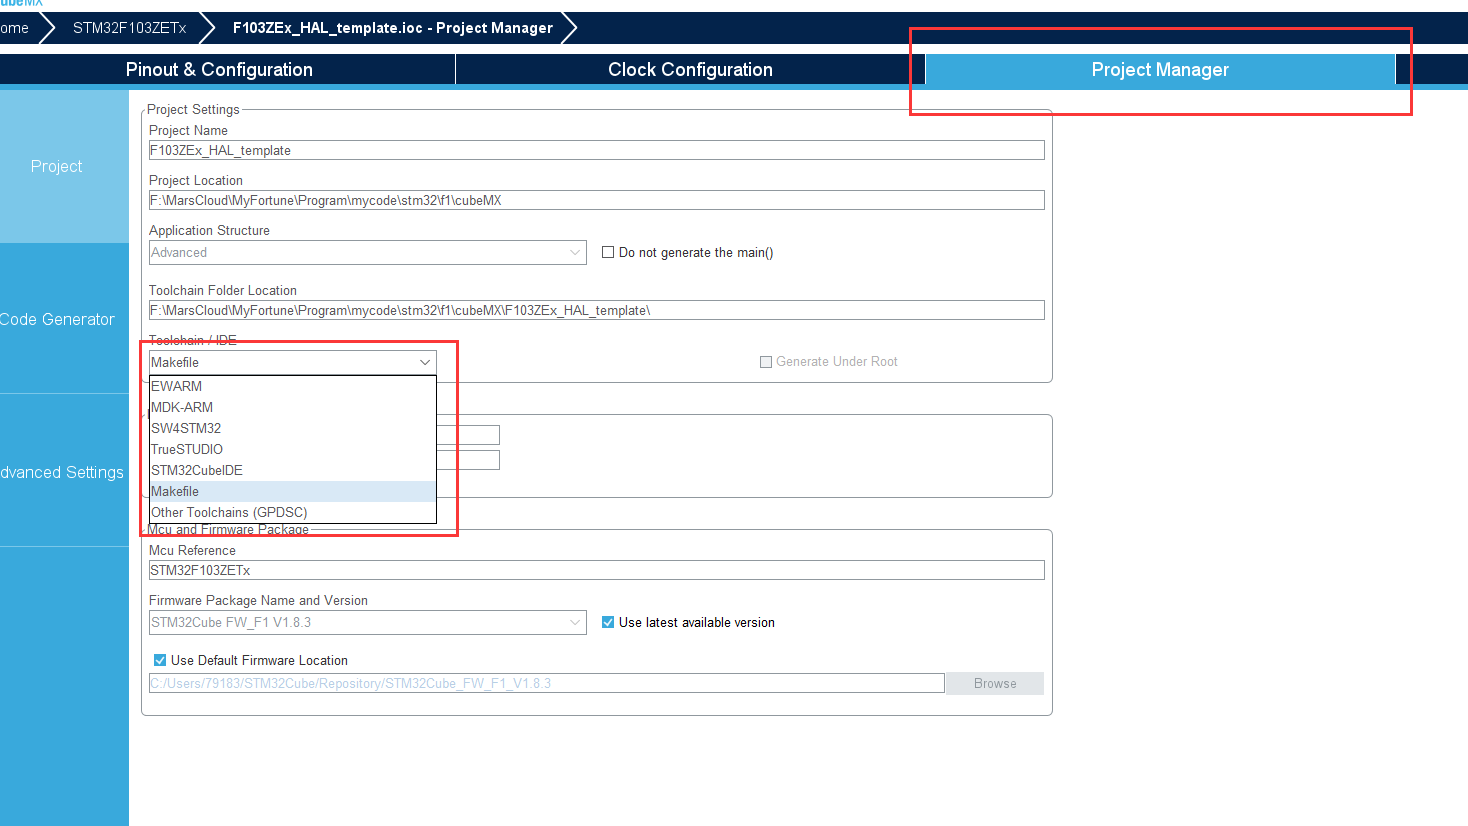 CubeMX
ome
STM32F103ZETx
F103ZEx_HAL_template.ioc - Project Manager
Pinout & Configuration
Clock Configuration
Project Manager
Project
Code Generator
dvanced Settings
Project Settings
Project Name
F103ZEx_HAL_template
Project Location
F:\MarsCloud\MyFortune\Program\mycode\stm32\f1\cubeMX
Application Structure
Advanced
Do not generate the main()
Toolchain Folder Location
F:\MarsCloud\MyFortune\Program\mycode\stm32\f1\cubeMX\F103ZEx_HAL_template\
Toolchain / IDE
Makefile
Generate Under Root
EWARM
MDK-ARM
SW4STM32
TrueSTUDIO
STM32CubeIDE
Makefile
Other Toolchains (GPDSC)
Mcu and Firmware Package
Mcu Reference
STM32F103ZETx
Firmware Package Name and Version
STM32Cube FW_F1 V1.8.3
Use latest available version
Use Default Firmware Location
C:/Users/79183/STM32Cube/Repository/STM32Cube_FW_F1_V1.8.3
Browse